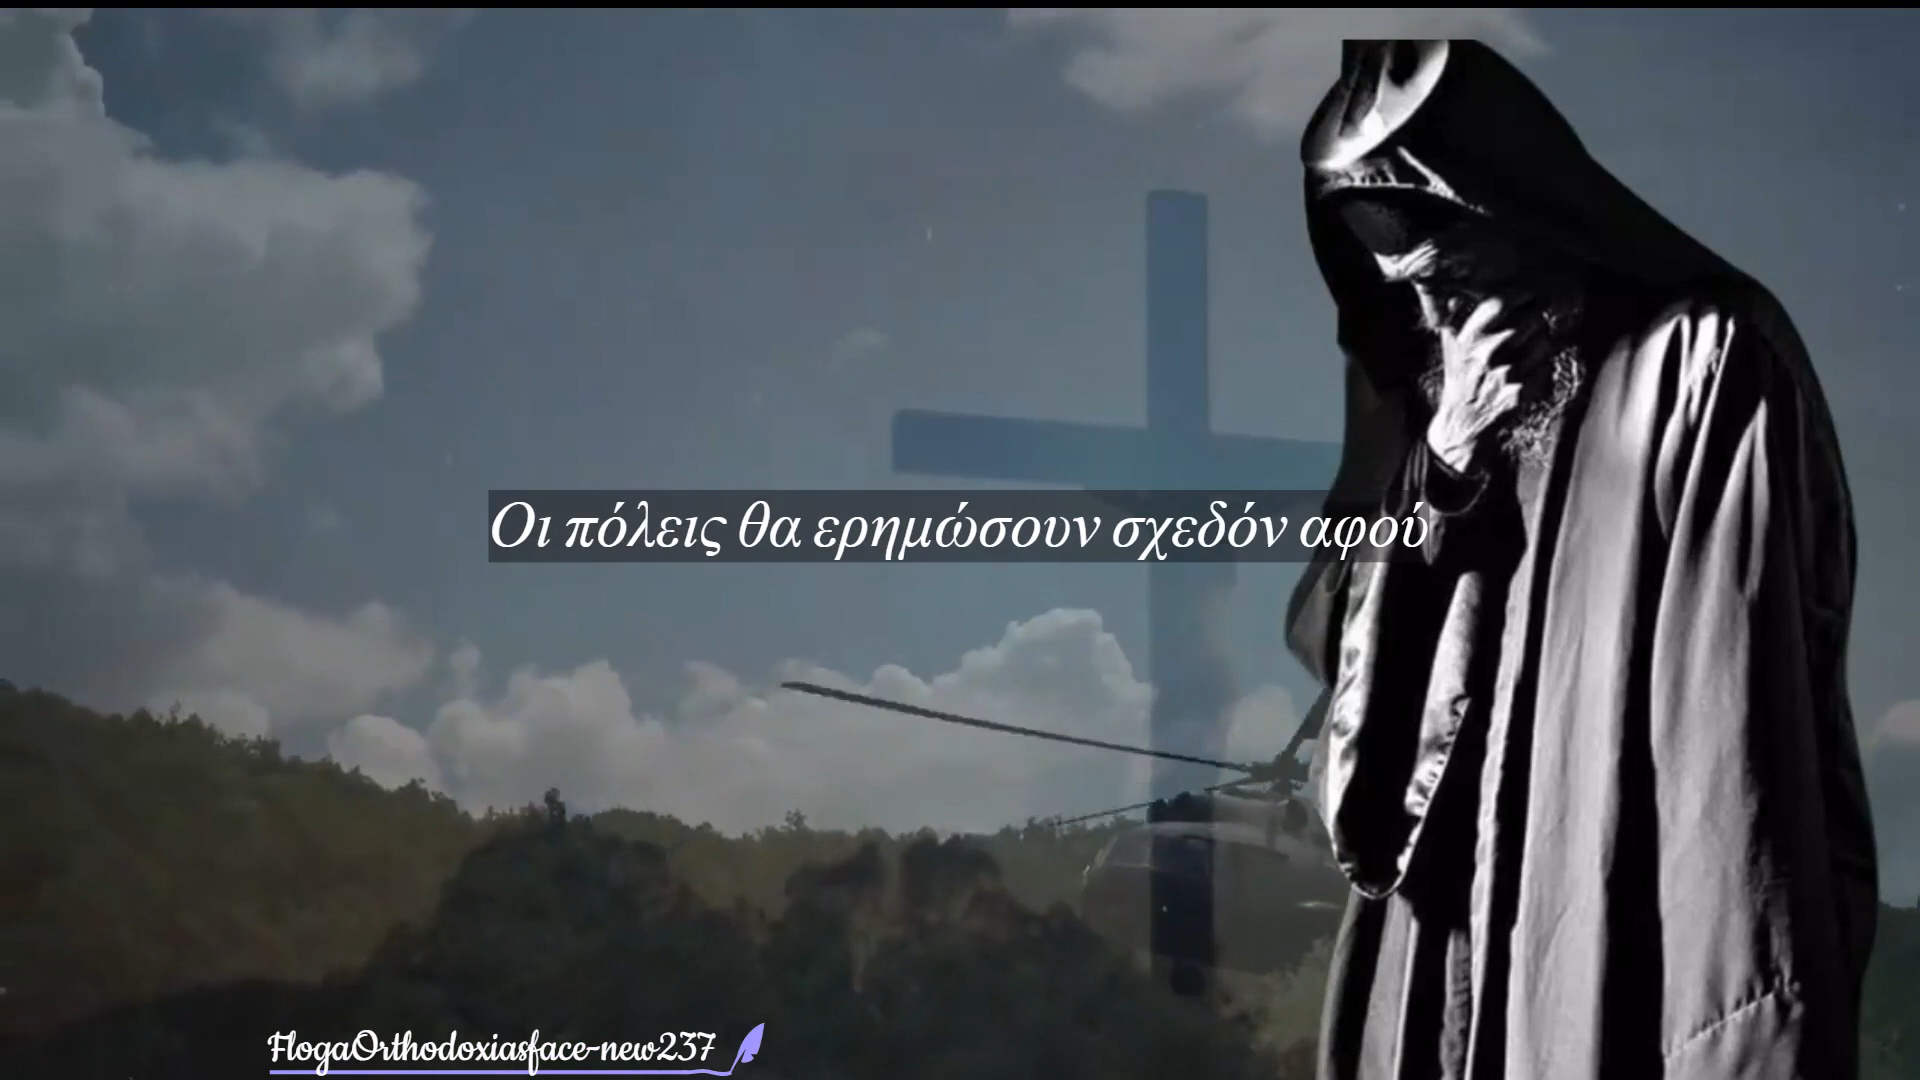 Οι πόλεις θα ερημώσουν σχεδόν αφού
FlogaOrthodoxiasface-new237